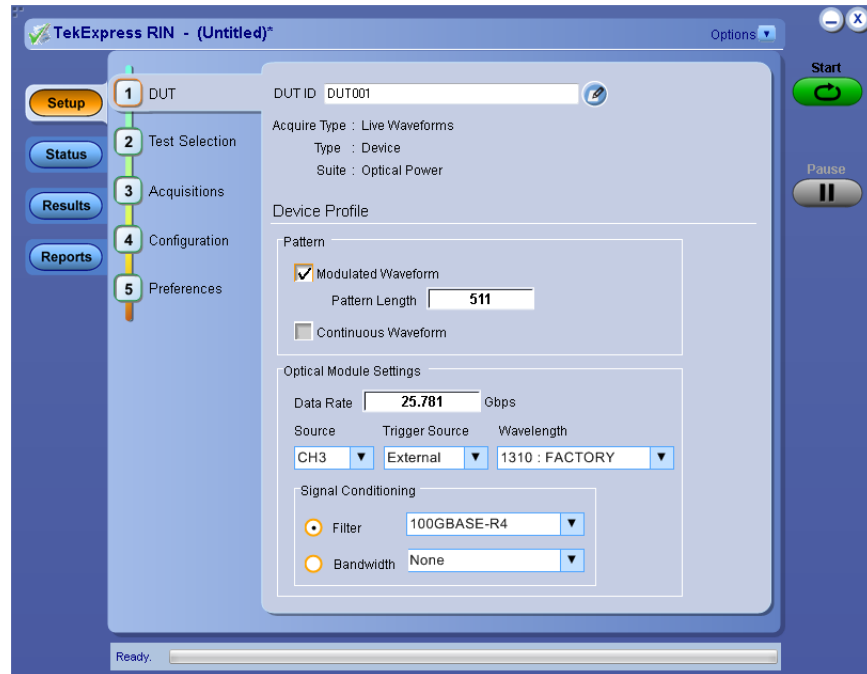 TekExpress RIN - (Untitled)*
Options
Start
Pause
Setup
Status
Results
Reports
1 DUT
2 Test Selection
3 Acquisitions
4 Configuration
5 Preferences
DUT ID DUT001
Acquire Type : Live Waveforms
Type : Device
Suite : Optical Power
Device Profile
Pattern
Modulated Waveform
Pattern Length 511
Continuous Waveform
Optical Module Settings
Data Rate 25.781 Gbps
Source Trigger Source Wavelength
CH3 External 1310 : FACTORY
Signal Conditioning
Filter 100GBASE-R4
Bandwidth None
Ready.